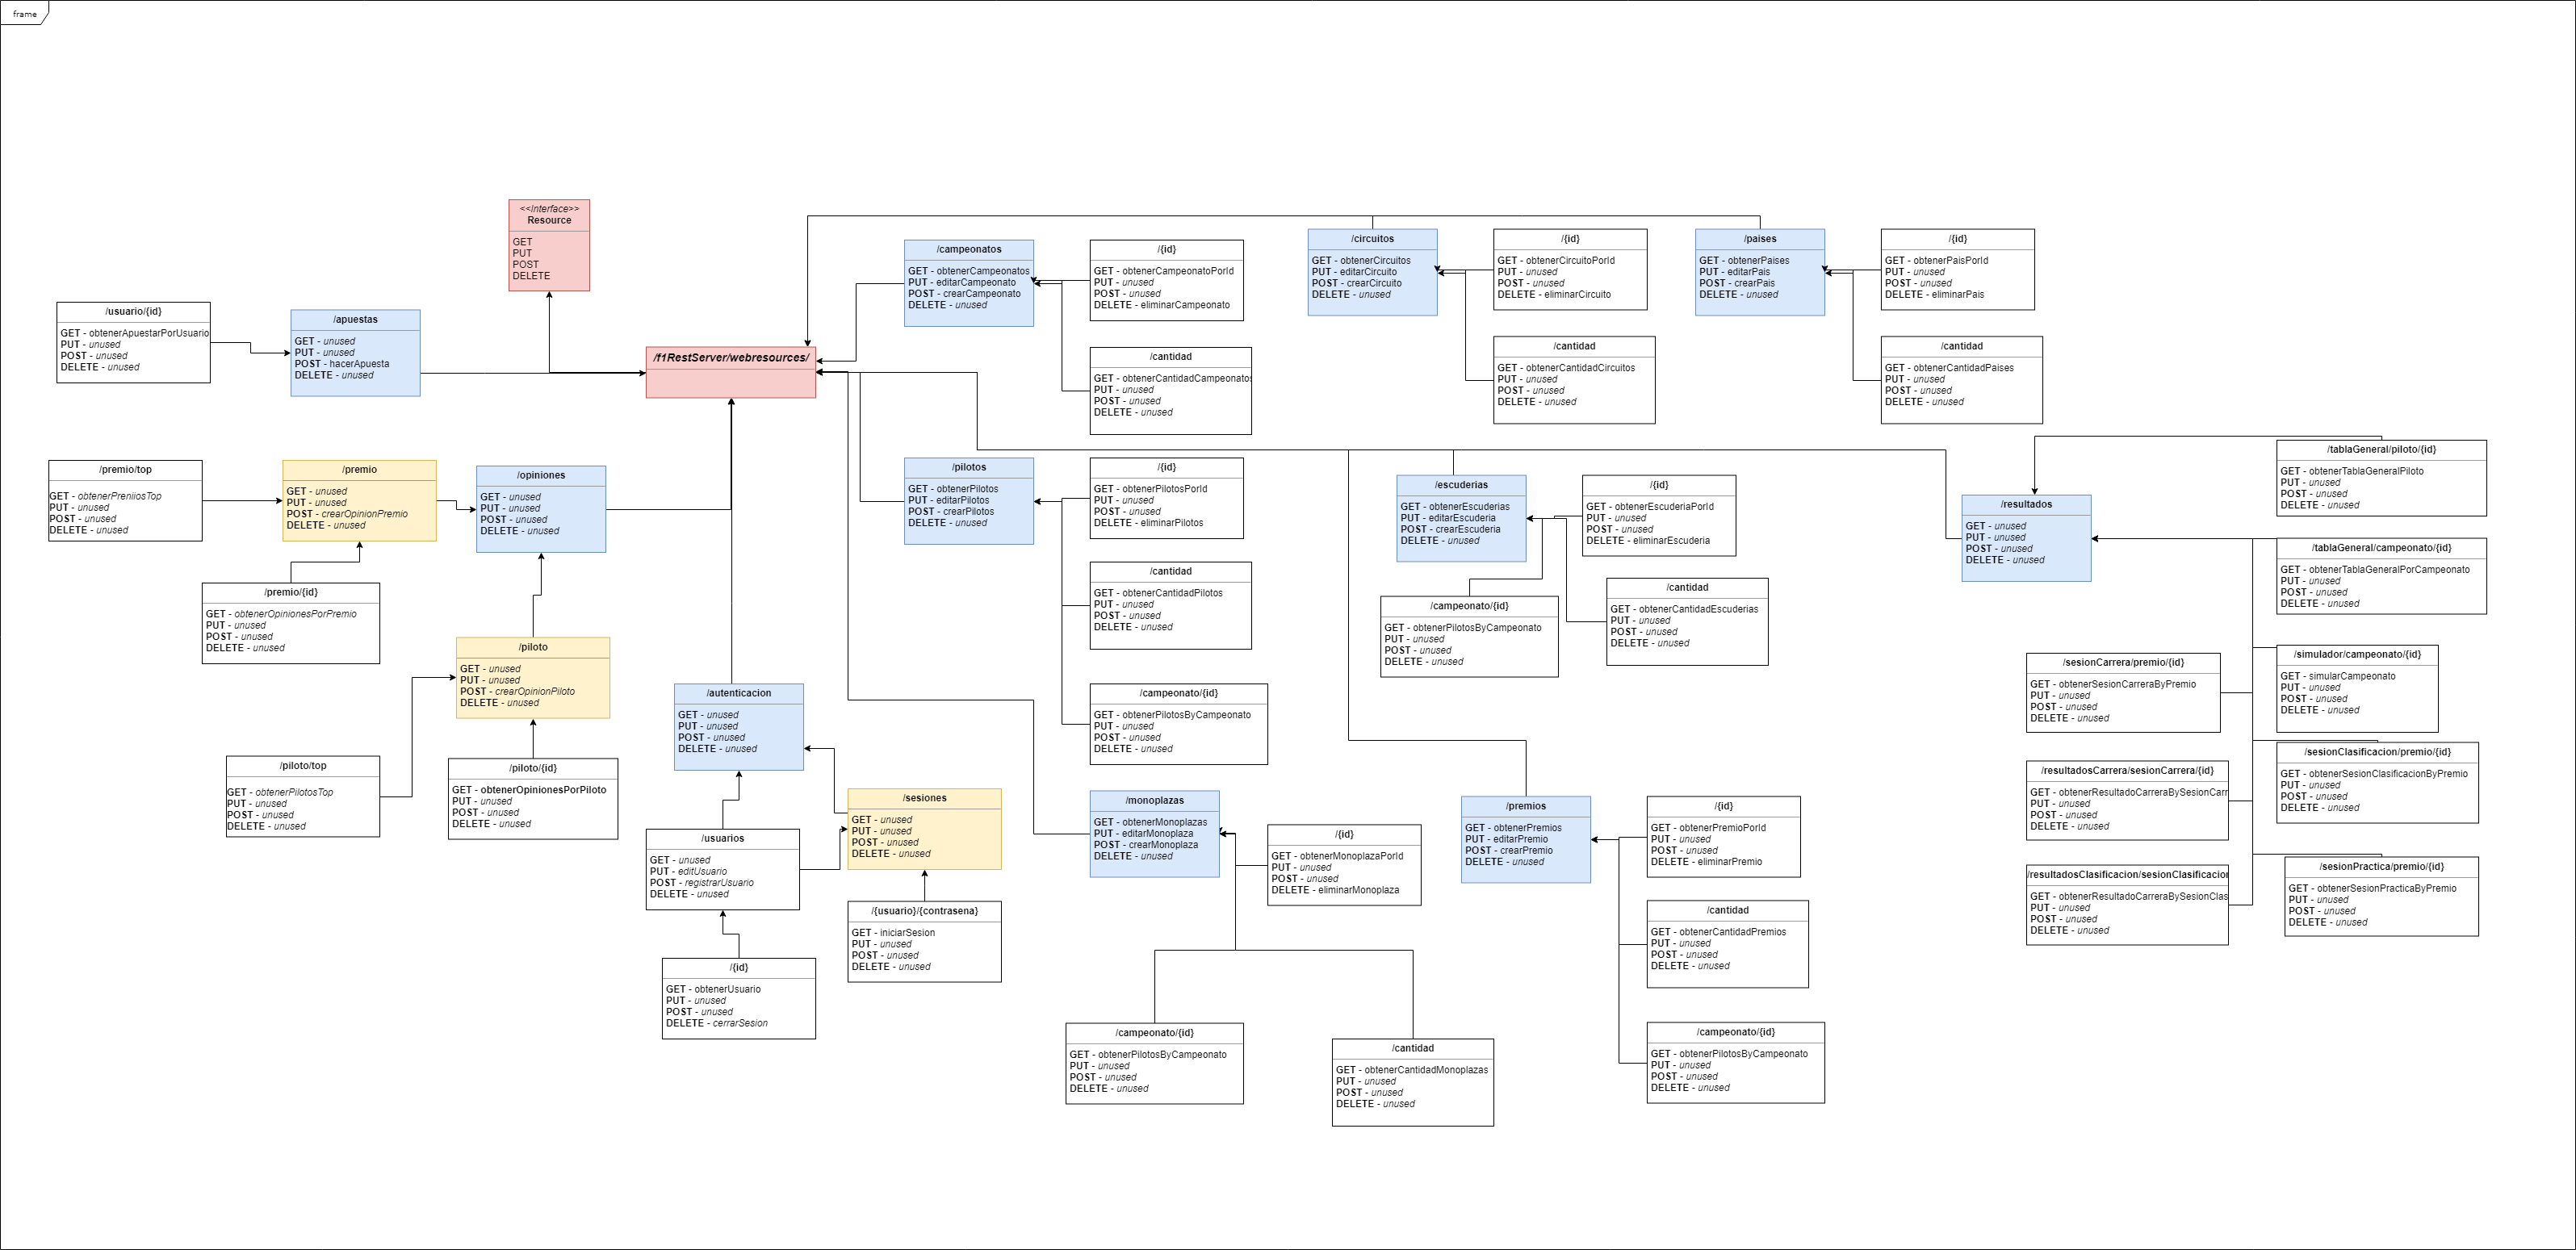 frame
<<Interface>>
Resource
GET
PUT
POST
DELETE
/f1RestServer/webresources/
/usuario/{id}
GET - obtenerApuestarPorUsuario
PUT - unused
POST - unused
DELETE - unused
/apuestas
GET - unused
PUT - unused
POST - hacerApuesta
DELETE - unused
/premio/top
GET - obtenerPreniiosTop
PUT - unused
POST - unused
DELETE - unused
/premio
GET - unused
PUT - unused
POST - crearOpinionPremio
DELETE - unused
/opiniones
GET - unused
PUT - unused
POST - unused
DELETE - unused
/premio/{id}
GET - obtenerOpinionesPorPremio
PUT - unused
POST - unused
DELETE - unused
/piloto
GET - unused
PUT - unused
POST - crearOpinionPiloto
DELETE - unused
/piloto/top
GET - obtenerPilotosTop
PUT - unused
POST - unused
DELETE - unused
/piloto/{id}
GET - obtenerOpinionesPorPiloto
PUT - unused
POST - unused
DELETE - unused
/autenticacion
GET - unused
PUT - unused
POST - unused
DELETE - unused
/usuarios
GET - unused
PUT - editUsuario
POST - registrarUsuario
DELETE - unused
/sesiones
GET - unused
PUT - unused
POST - unused
DELETE - unused
/{usuario}/{contrasena}
GET - iniciarSesion
PUT - unused
POST - unused
DELETE - unused
/{id}
GET - obtenerUsuario
PUT - unused
POST - unused
DELETE - cerrarSesion
/campeonatos
GET - obtenerCampeonatos
PUT - editarCampeonato
POST - crearCampeonato
DELETE - unused
/{id}
GET - obtenerCampeonatoPorId
PUT - unused
POST - unused
DELETE - eliminarCampeonato
/cantidad
GET - obtenerCantidadCampeonatos
PUT - unused
POST - unused
DELETE - unused
/circuitos
GET - obtenerCircuitos
PUT - editarCircuito
POST - crearCircuito
DELETE - unused
/{id}
GET - obtenerCircuitoPorId
PUT - unused
POST - unused
DELETE - eliminarCircuito
/cantidad
GET - obtenerCantidadCircuitos
PUT - unused
POST - unused
DELETE - unused
/paises
GET - obtenerPaises
PUT - editarPais
POST - crearPais
DELETE - unused
/{id}
GET - obtenerPaisPorId
PUT - unused
POST - unused
DELETE - eliminarPais
/cantidad
GET - obtenerCantidadPaises
PUT - unused
POST - unused
DELETE - unused
/pilotos
GET - obtenerPilotos
PUT - editarPilotos
POST - crearPilotos
DELETE - unused
/{id}
GET - obtenerPilotosPorId
PUT - unused
POST - unused
DELETE - eliminarPilotos
/cantidad
GET - obtenerCantidadPilotos
PUT - unused
POST - unused
DELETE - unused
/campeonato/{id}
GET - obtenerPilotosByCampeonato
PUT - unused
POST - unused
DELETE - unused
/escuderias
GET - obtenerEscuderias
PUT - editarEscuderia
POST - crearEscuderia
DELETE - unused
/{id}
GET - obtenerEscuderiaPorId
PUT - unused
POST - unused
DELETE - eliminarEscuderia
/campeonato/{id}
GET - obtenerPilotosByCampeonato
PUT - unused
POST - unused
DELETE - unused
/cantidad
GET - obtenerCantidadEscuderias
PUT - unused
POST - unused
DELETE - unused
/monoplazas
GET - obtenerMonoplazas
PUT - editarMonoplaza
POST - crearMonoplaza
DELETE - unused
/{id}
GET - obtenerMonoplazaPorId
PUT - unused
POST - unused
DELETE - eliminarMonoplaza
/campeonato/{id}
GET - obtenerPilotosByCampeonato
PUT - unused
POST - unused
DELETE - unused
/cantidad
GET - obtenerCantidadMonoplazas
PUT - unused
POST - unused
DELETE - unused
/premios
GET - obtenerPremios
PUT - editarPremio
POST - crearPremio
DELETE - unused
/{id}
GET - obtenerPremioPorId
PUT - unused
POST - unused
DELETE - eliminarPremio
/cantidad
GET - obtenerCantidadPremios
PUT - unused
POST - unused
DELETE - unused
/campeonato/{id}
GET - obtenerPilotosByCampeonato
PUT - unused
POST - unused
DELETE - unused
/resultados
GET - unused
PUT - unused
POST - unused
DELETE - unused
/tablaGeneral/piloto/{id}
GET - obtenerTablaGeneralPiloto
PUT - unused
POST - unused
DELETE - unused
/tablaGeneral/campeonato/{id}
GET - obtenerTablaGeneralPorCampeonato
PUT - unused
POST - unused
DELETE - unused
/simulador/campeonato/{id}
GET - simularCampeonato
PUT - unused
POST - unused
DELETE - unused
/sesionCarrera/premio/{id}
GET - obtenerSesionCarreraByPremio
PUT - unused
POST - unused
DELETE - unused
/sesionClasificacion/premio/{id}
GET - obtenerSesionClasificacionByPremio
PUT - unused
POST - unused
DELETE - unused
/resultadosCarrera/sesionCarrera/{id}
GET - obtenerResultadoCarreraBySesionCarr
PUT - unused
POST - unused
DELETE - unused
/sesionPractica/premio/{id}
GET - obtenerSesionPracticaByPremio
PUT - unused
POST - unused
DELETE - unused
/resultadosClasificacion/sesionClasificacion
GET - obtenerResultadoCarreraBySesionClas
PUT - unused
POST - unused
DELETE - unused